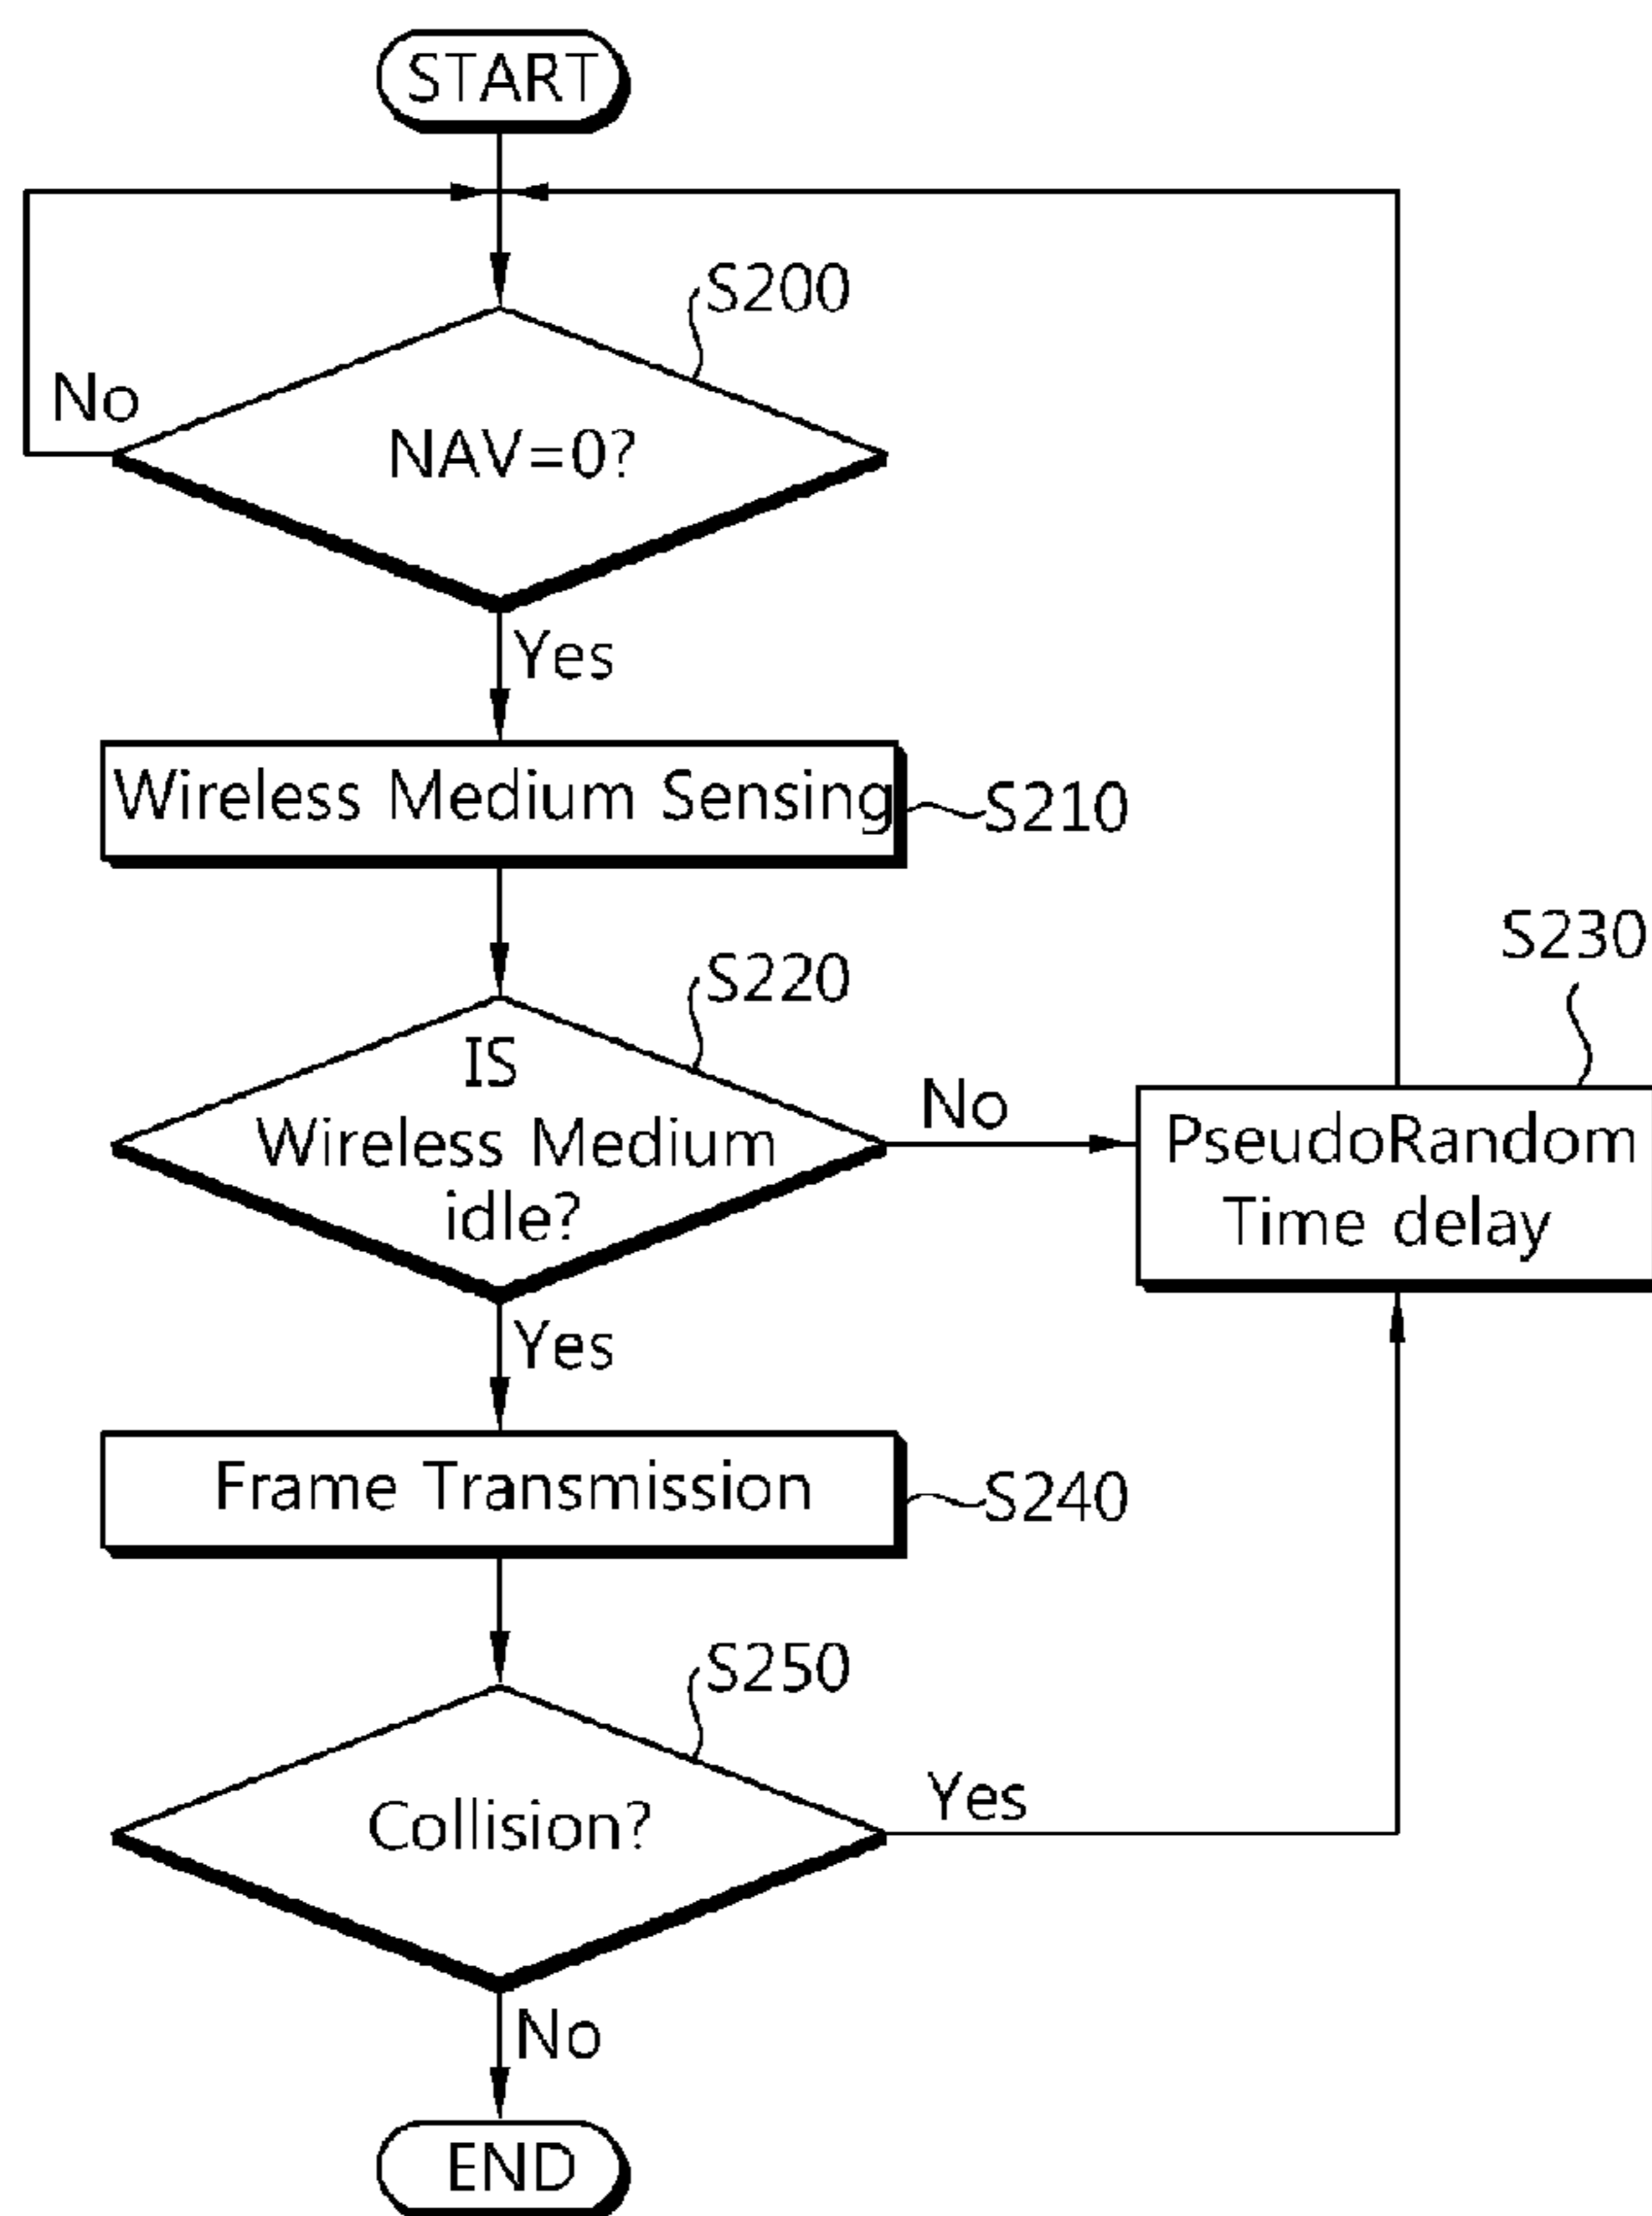 START
S200
No
NAV=0?
Yes
Wireless Medium Sensing
S210
S230
S220
IS
Wireless Medium
idle?
No
PseudoRandom
Time delay
Yes
Frame Transmission
S240
S250
Collision?
Yes
No
END